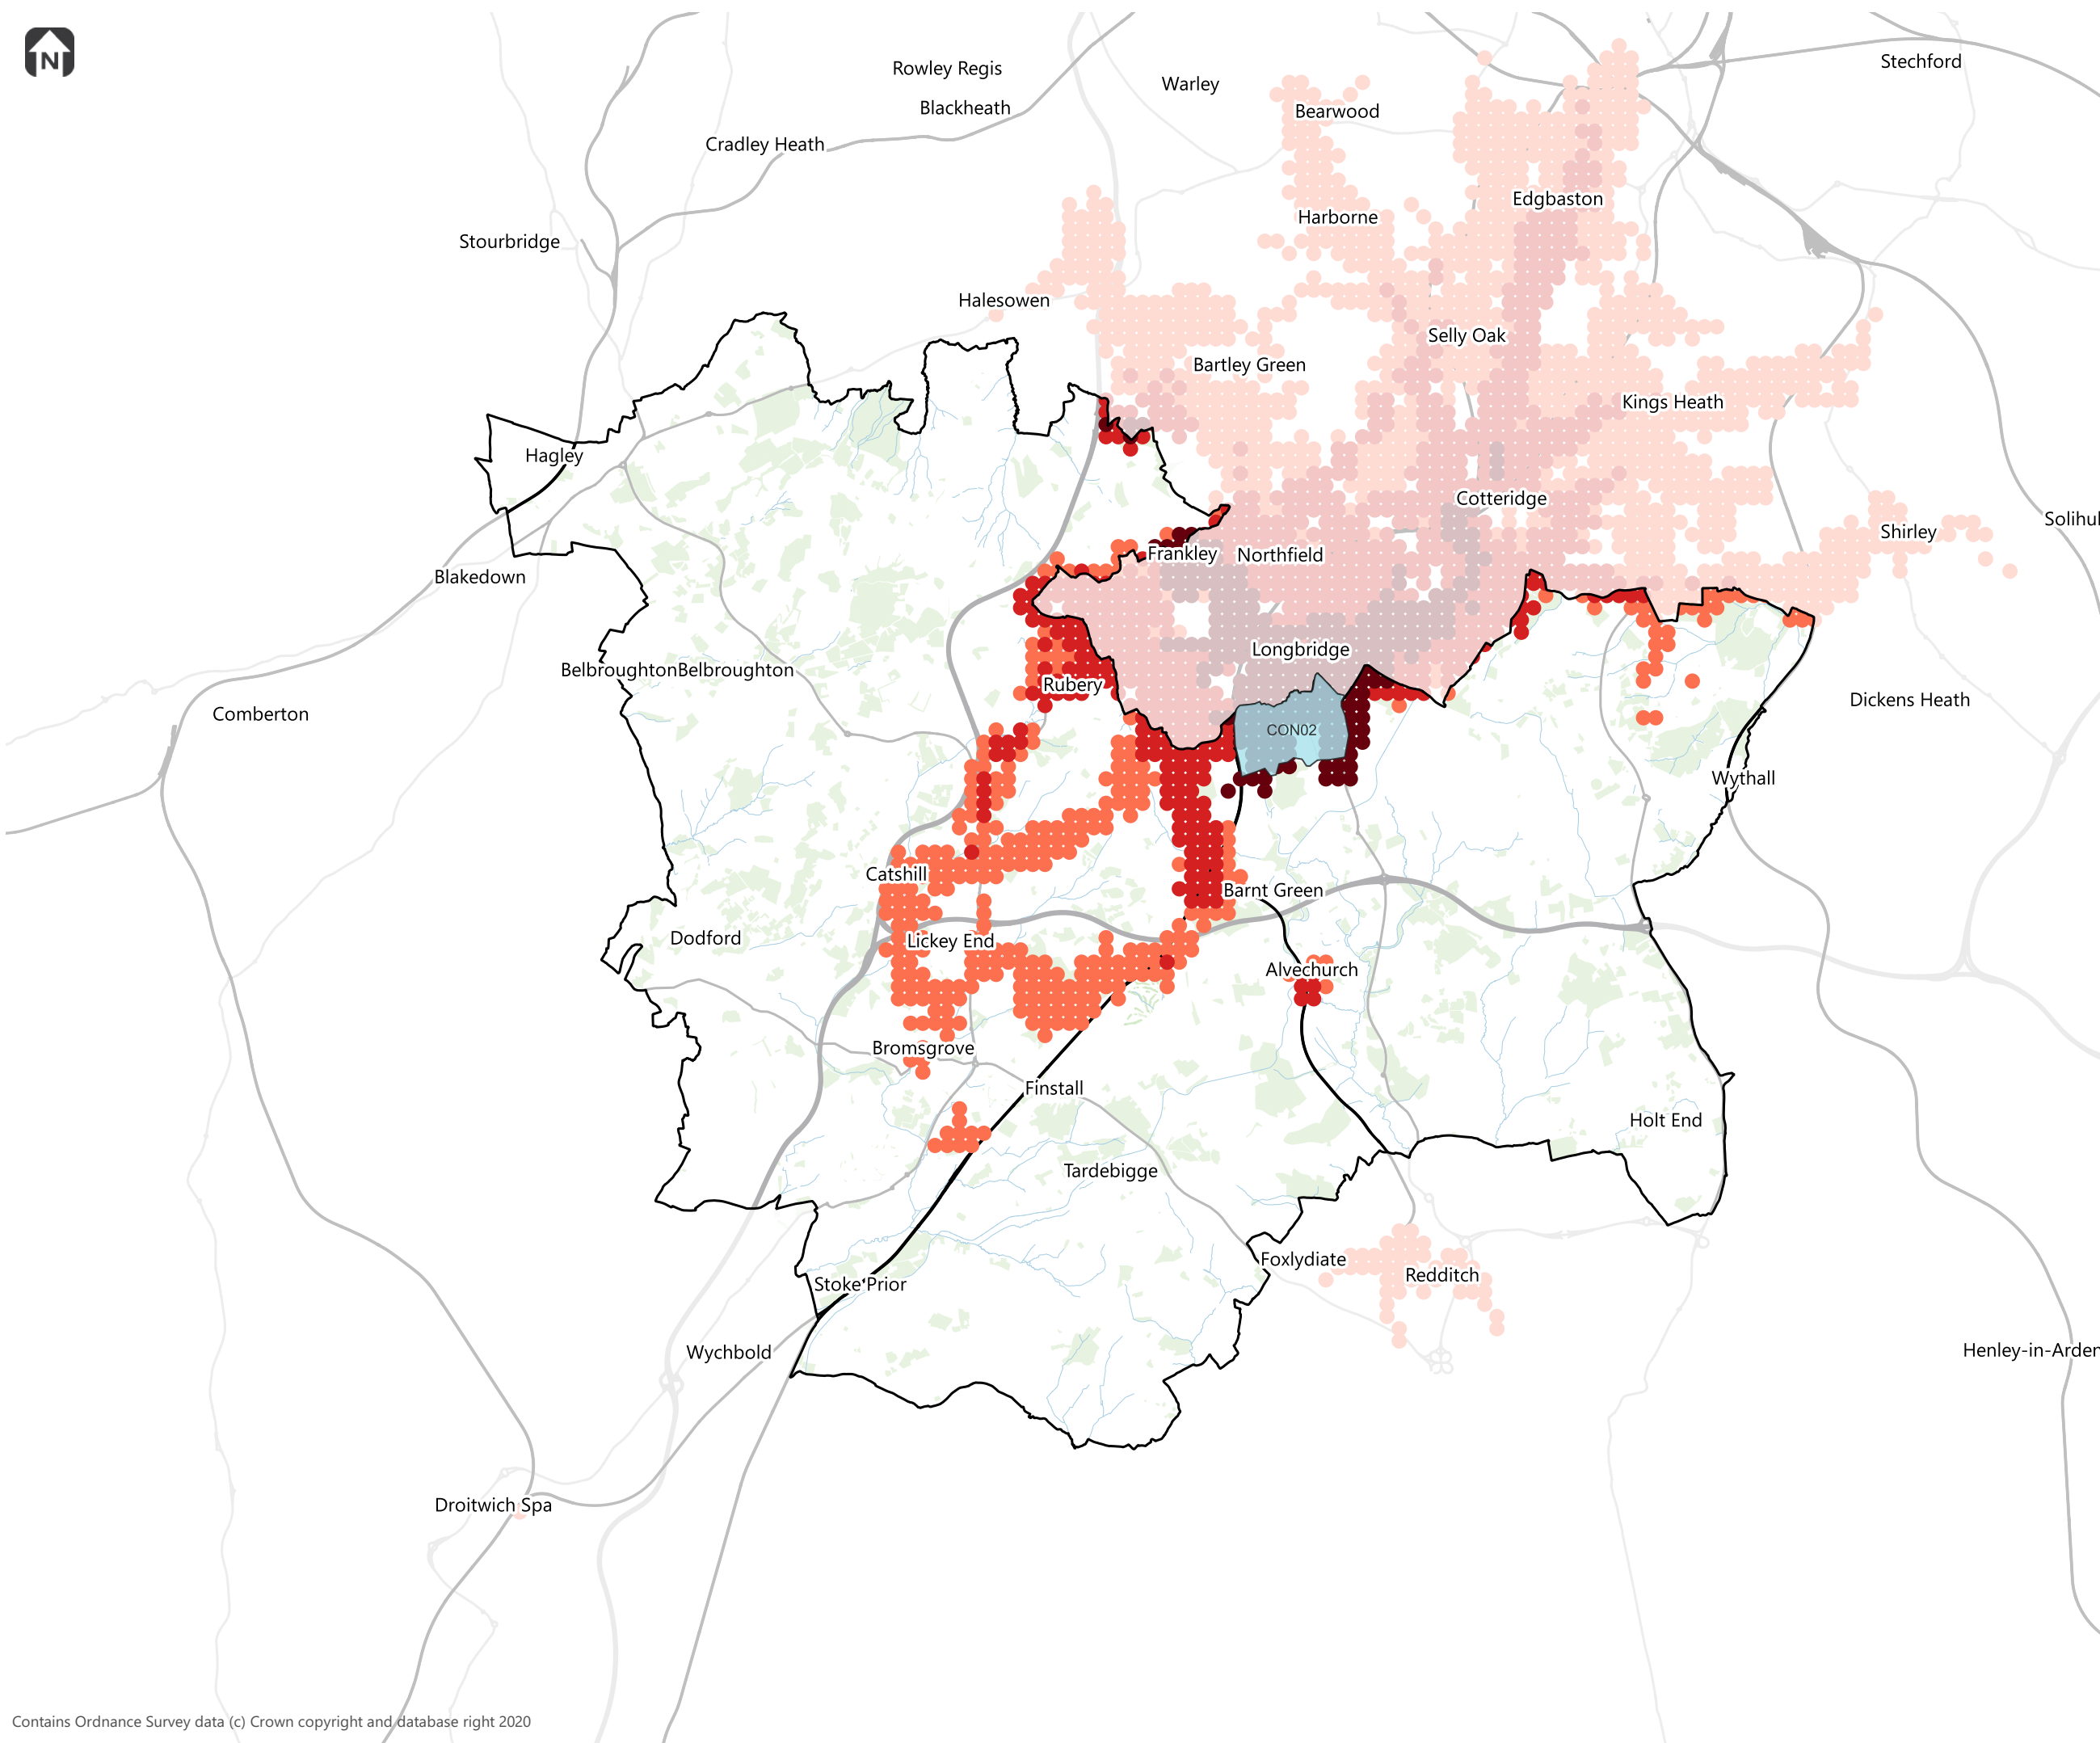 N
Stechford
Rowley Regis
Warley
Blackheath
Bearwood
Cradley Heath
Edgbaston
Harborne
Stourbridge
Halesowen
Selly Oak
Bartley Green
Kings Heath
Hagley
Cotteridge
Solihul
Shirley
Frankley
Northfield
Blakedown
Longbridge
BelbroughtonBelbroughton
Rubery
Dickens Heath
Comberton
CON02
Wythall
Catshill
Barnt Green
Dodford
Lickey End
Alvechurch
Bromsgrove
Finstall
Holt End
Tardebigge
Foxlydiate
Redditch
Stoke Prior
Wychbold
Henley-in-Arden
Droitwich Spa
Contains Ordnance Survey data (c) Crown copyright and database right 2020